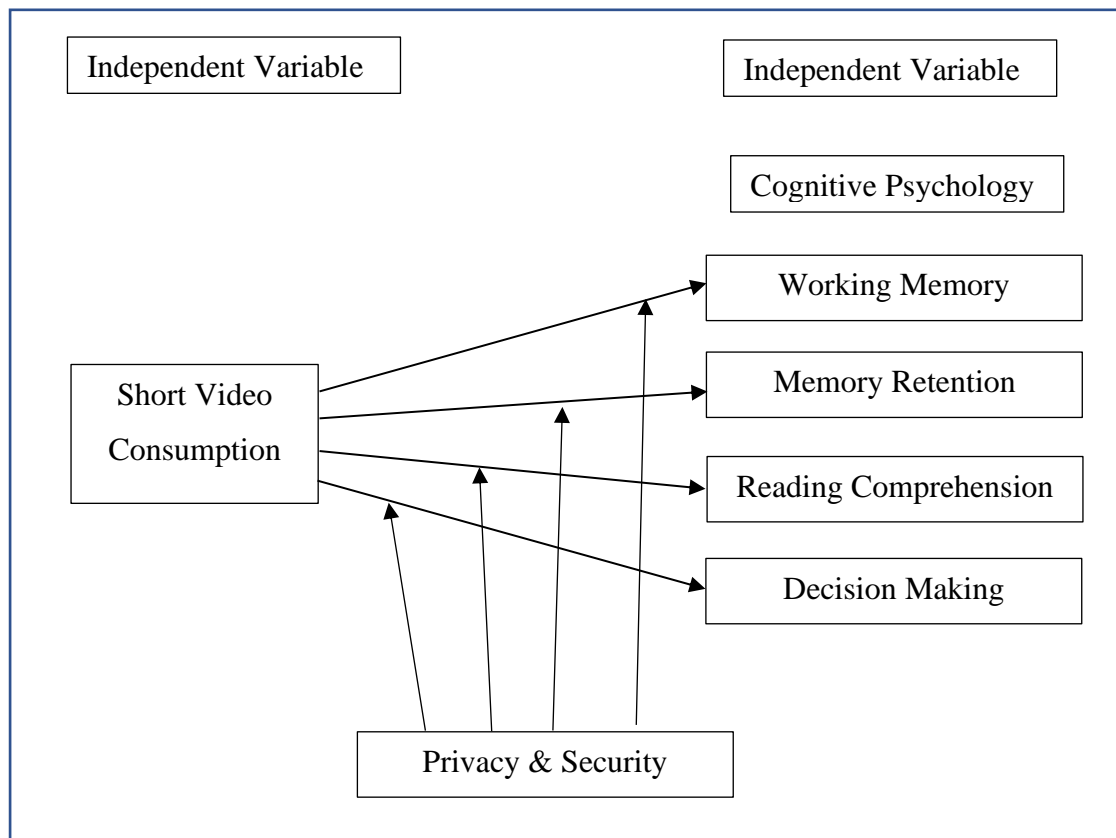 Independent Variable
Independent Variable
Cognitive Psychology
Working Memory
Short Video
Consumption
Memory Retention
Reading Comprehension
Decision Making
Privacy & Security